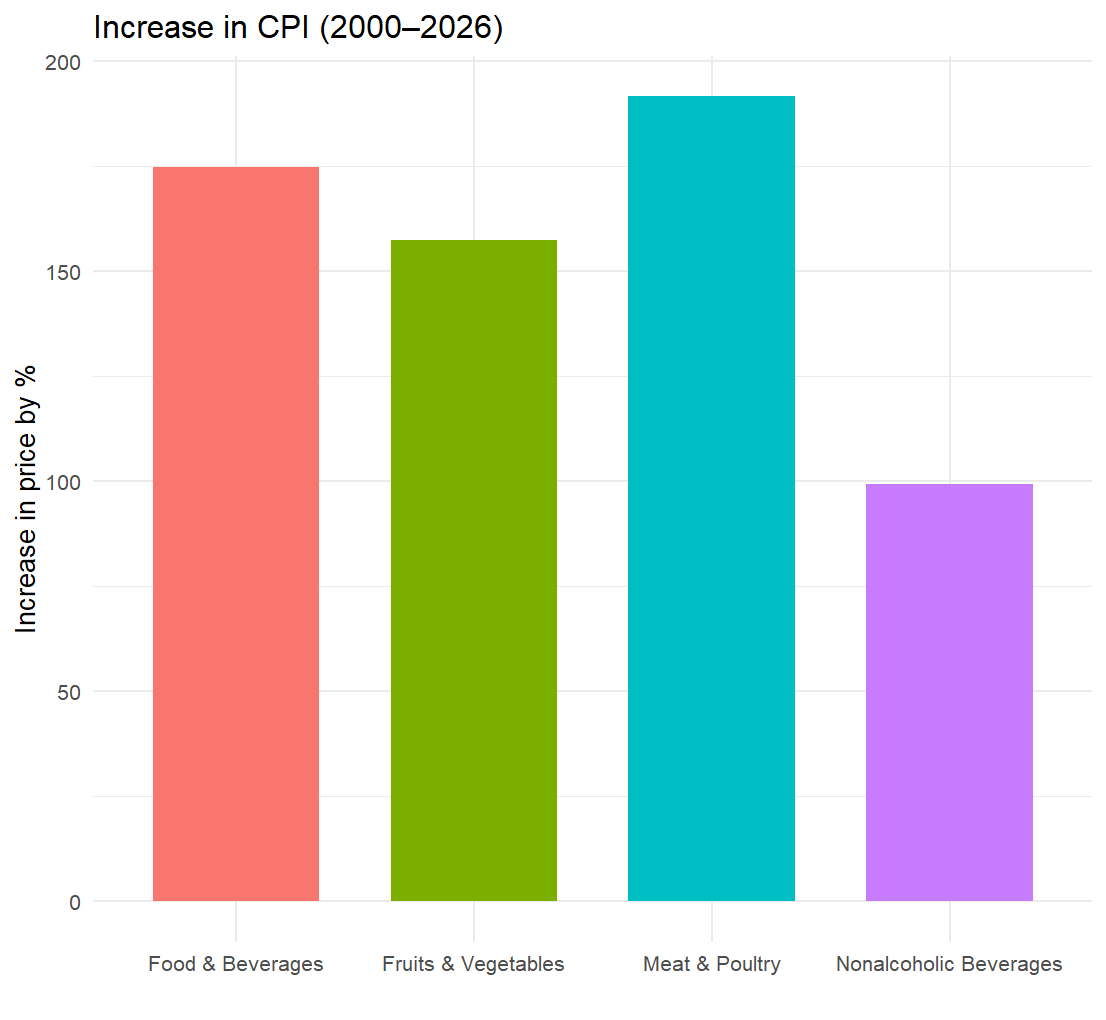 Increase in CPI (2000–2026)
Increase in price by %
200
150
100
50
0
Food & Beverages
Fruits & Vegetables
Meat & Poultry
Nonalcoholic Beverages